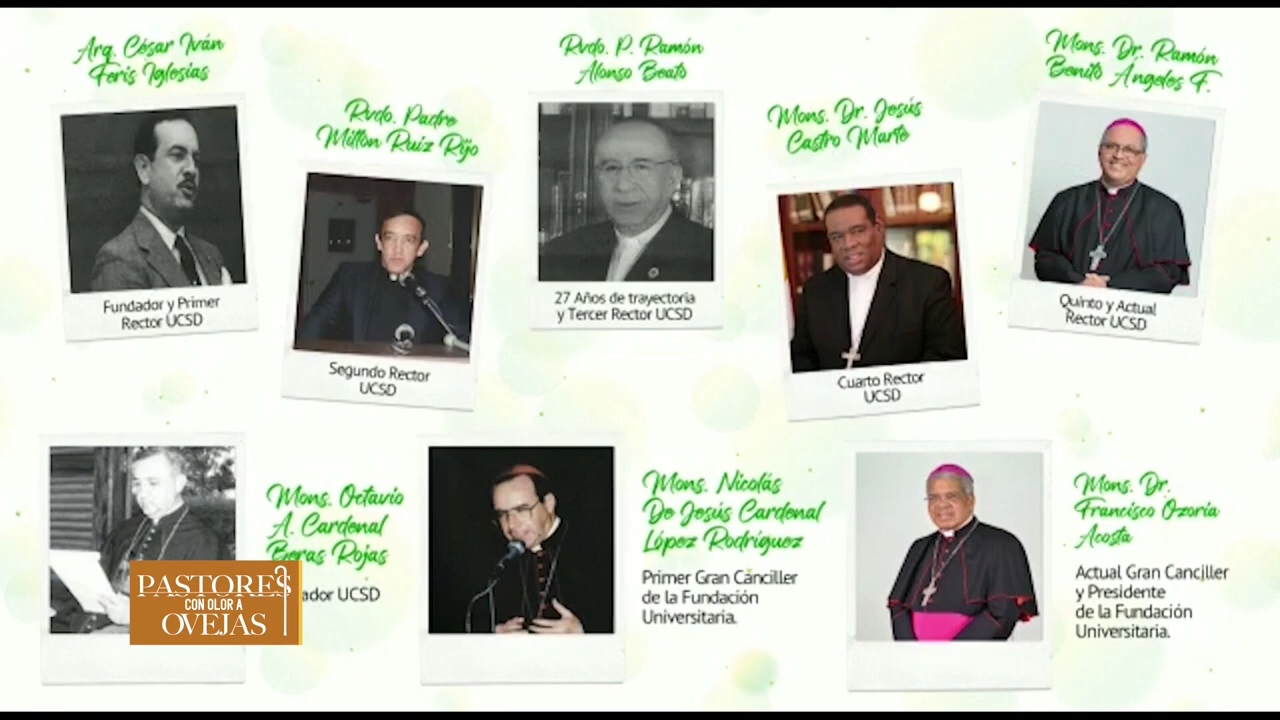 Arq. César Iván
Feris Iglesias
Fundador y Primer
Rector UCSD
Rvdo. Padre
Millon Ruiz Rijo
Segundo Rector
UCSD
Rvdo. P. Ramón
Alonso Beato
27 Años de trayectoria
y Tercer Rector UCSD
Mons. Dr. Jesús
Castro Marte
Cuarto Rector
UCSD
Mons. Dr. Ramón
Benito Ángeles F.
Quinto y Actual
Rector UCSD
Mons. Octavio
A. Cardenal
Beras Rojas
UCSD
PASTORES
CON OLOR A
OVEJAS
Mons. Nicolás
De Jesús Cardenal
López Rodríguez
Primer Gran Canciller
de la Fundación
Universitaria.
Mons. Dr.
Francisco Ozoria
Acosta
Actual Gran Canciller
y Presidente
de la Fundación
Universitaria.